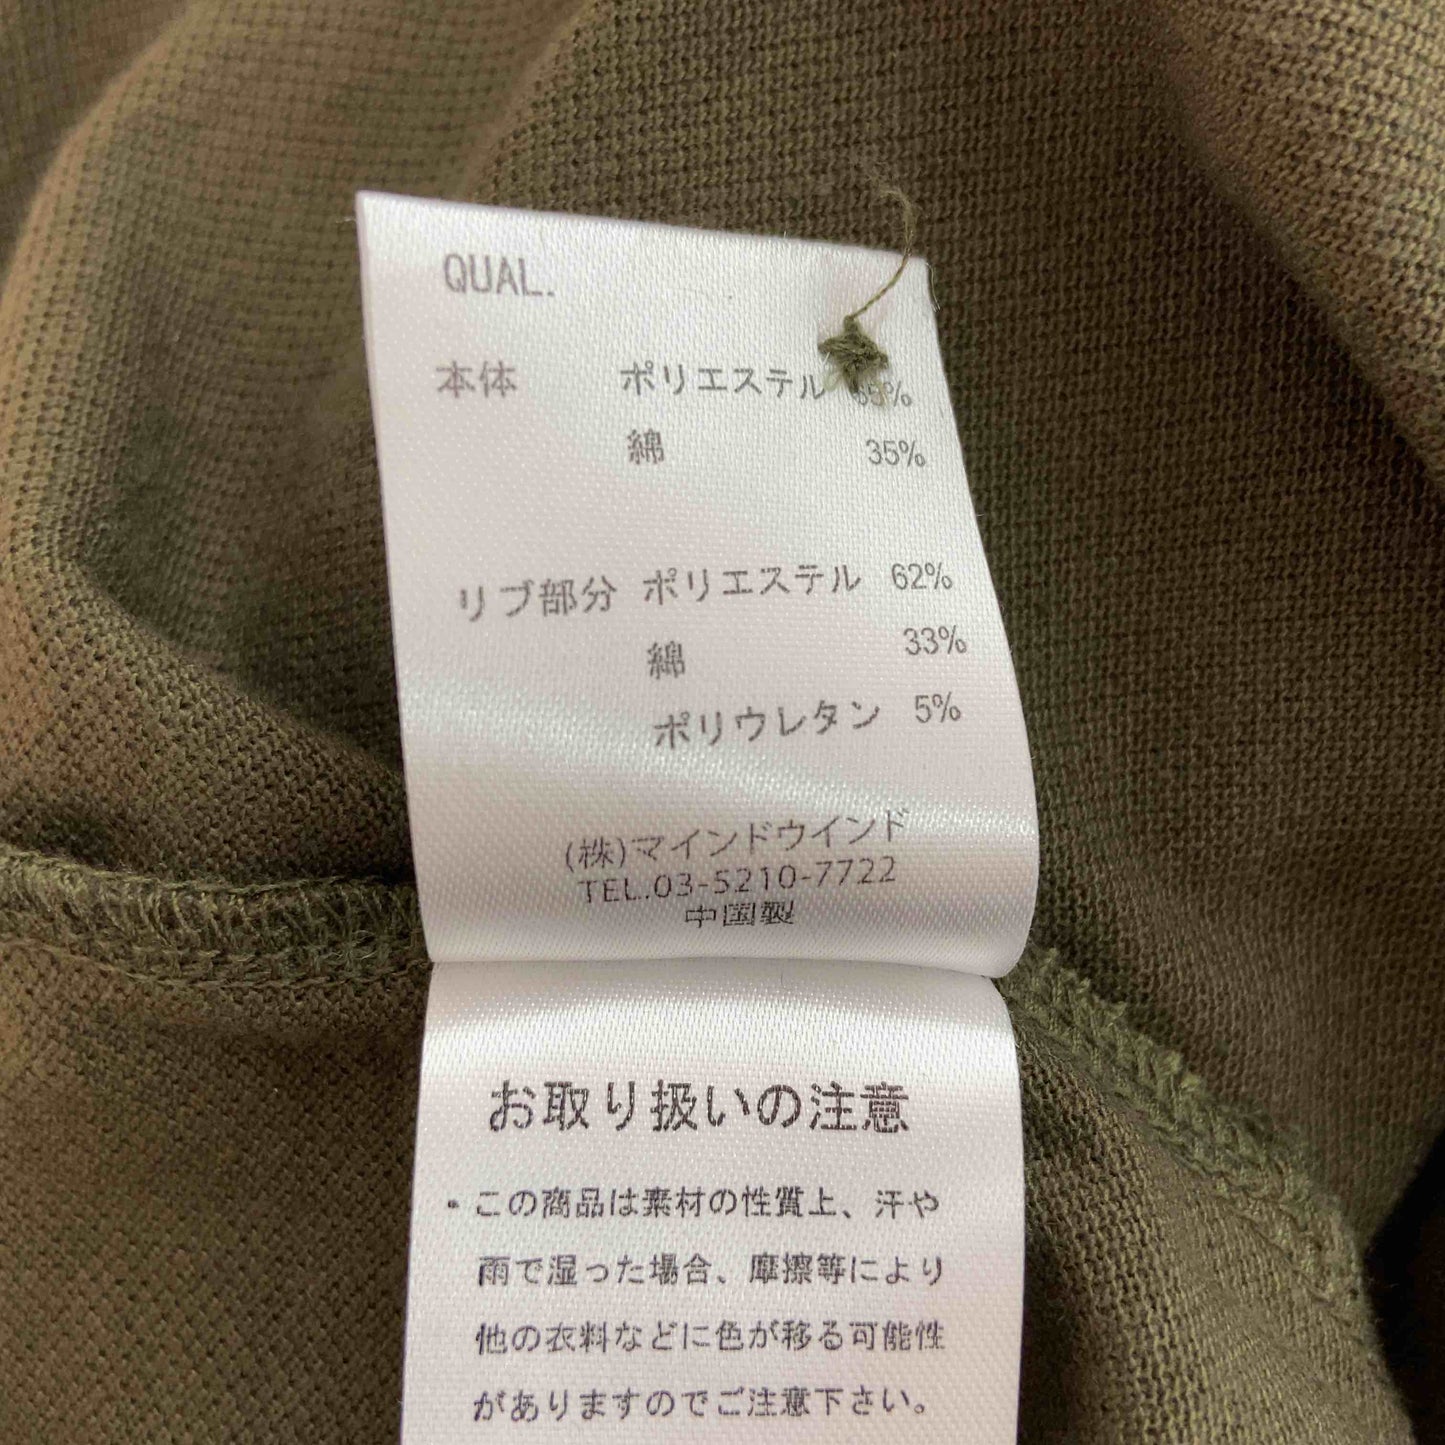 QUAL.
本体 ポリエステル 65%
綿 35%
リブ部分 ポリエステル 62%
綿 33%
ポリウレタン 5%
(株)マインドウインド
TEL.03-5210-7722
中国製
お取り扱いの注意
・この商品は素材の性質上、汗や
雨で湿った場合、摩擦等により
他の衣料などに色が移る可能性
がありますのでご注意下さい。